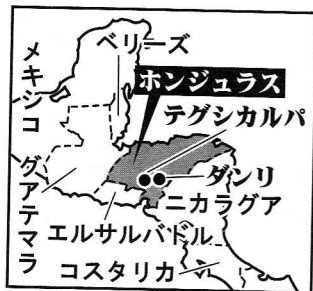 メキシコ
ベリーズ
ホンジュラス
テグシカルパ
ダンリ
グアテマラ
ニカラグア
エルサルバドル
コスタリカ